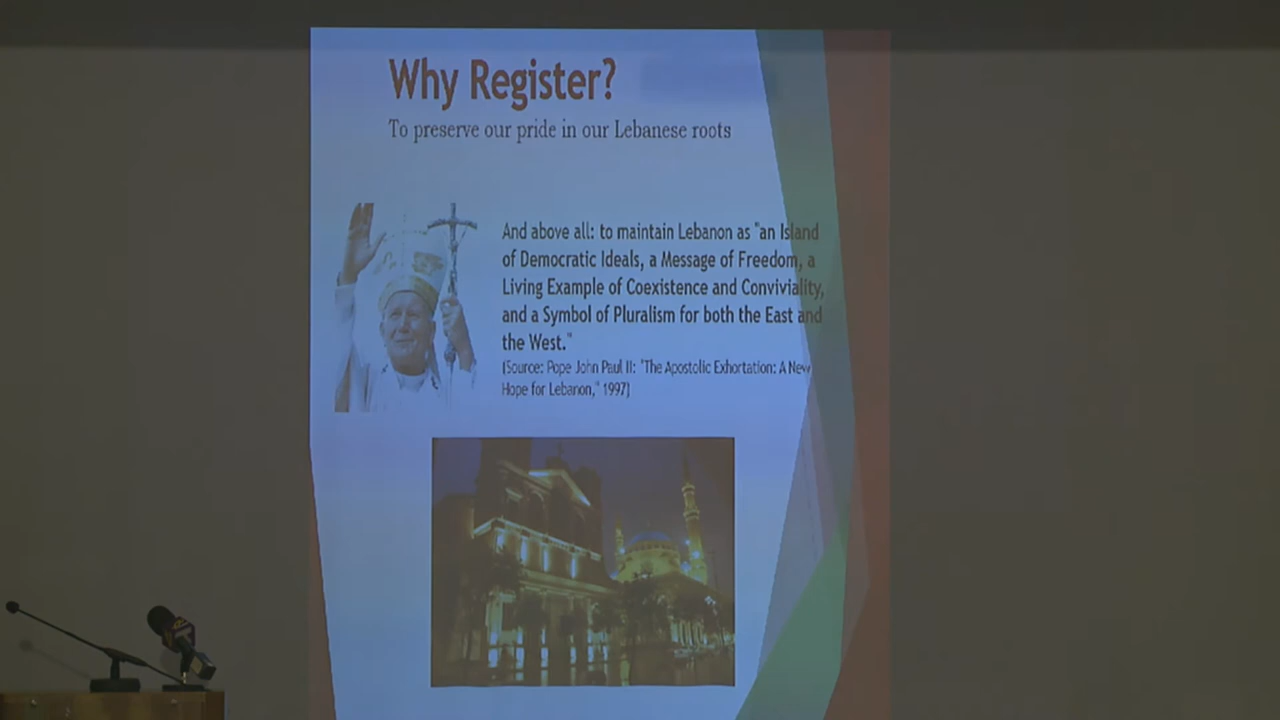 Why Register?
To preserve our pride in our Lebanese roots
And above all: to maintain Lebanon as "an Island
of Democratic Ideals, a Message of Freedom, a
Living Example of Coexistence and Conviviality,
and a Symbol of Pluralism for both the East and
the West."
(Source: Pope John Paul II: "The Apostolic Exhortation: A New
Hope for Lebanon," 1997)